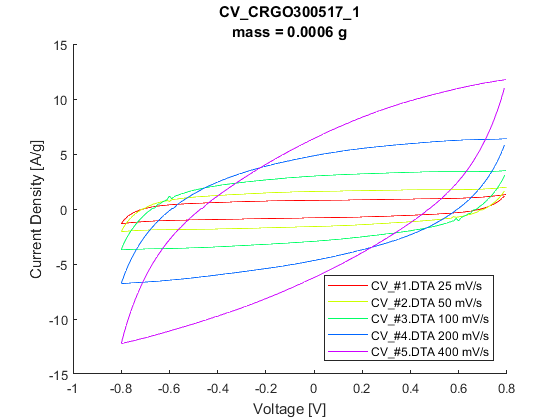 CV_CRGO300517_1
mass = 0.0006 g
15
10
5
0
-5
-10
-15
Current Density [A/g]
CV_#1.DTA 25 mV/s
CV_#2.DTA 50 mV/s
CV_#3.DTA 100 mV/s
CV_#4.DTA 200 mV/s
CV_#5.DTA 400 mV/s
-1 -0.8 -0.6 -0.4 -0.2 0 0.2 0.4 0.6 0.8
Voltage [V]